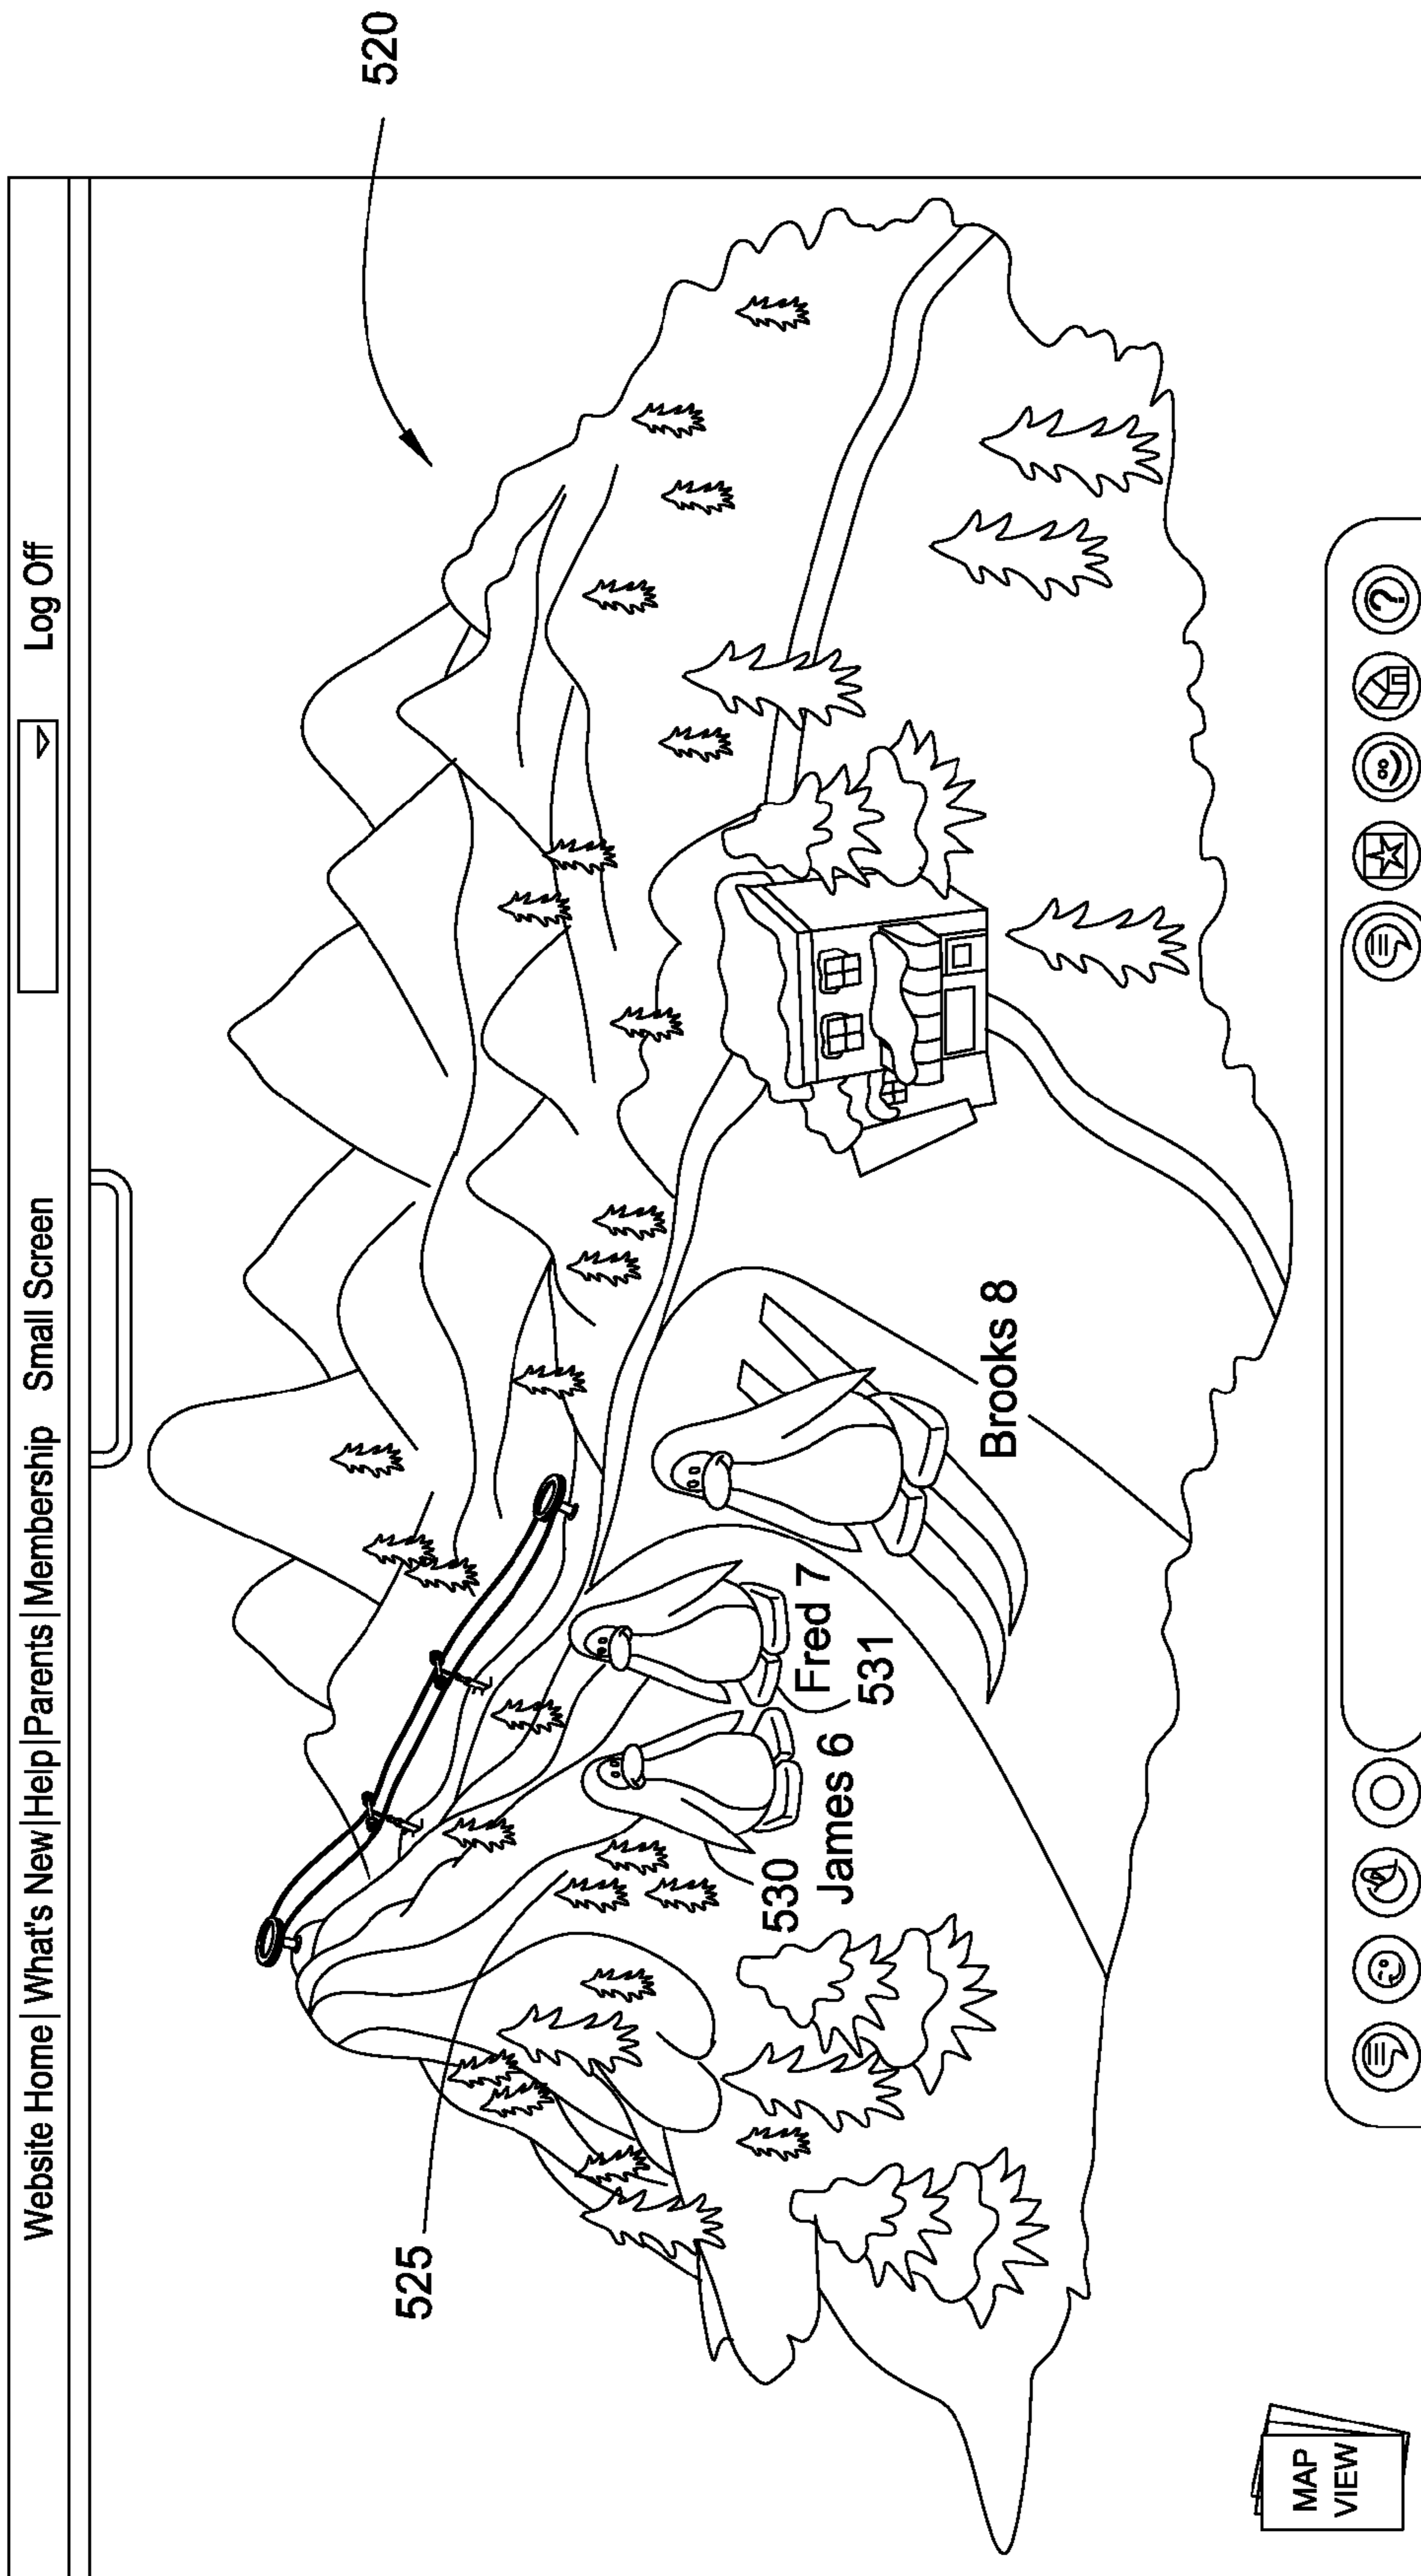 Website Home| What's New|Help|Parents|Membership Small Screen Log Off
520
525
530
James 6
Fred 7
531
Brooks 8
MAP
VIEW
?